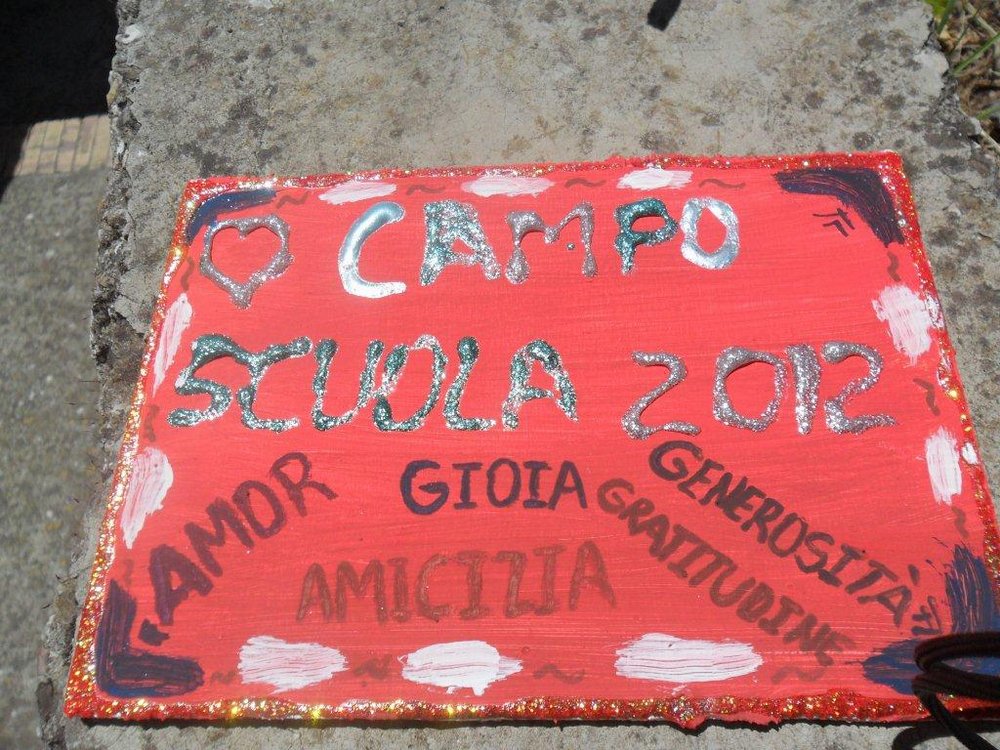 CAMPO
SCUOLA 2012
AMOR
GIOIA
GENEROSITÀ
GRATITUDINE
AMICIZIA